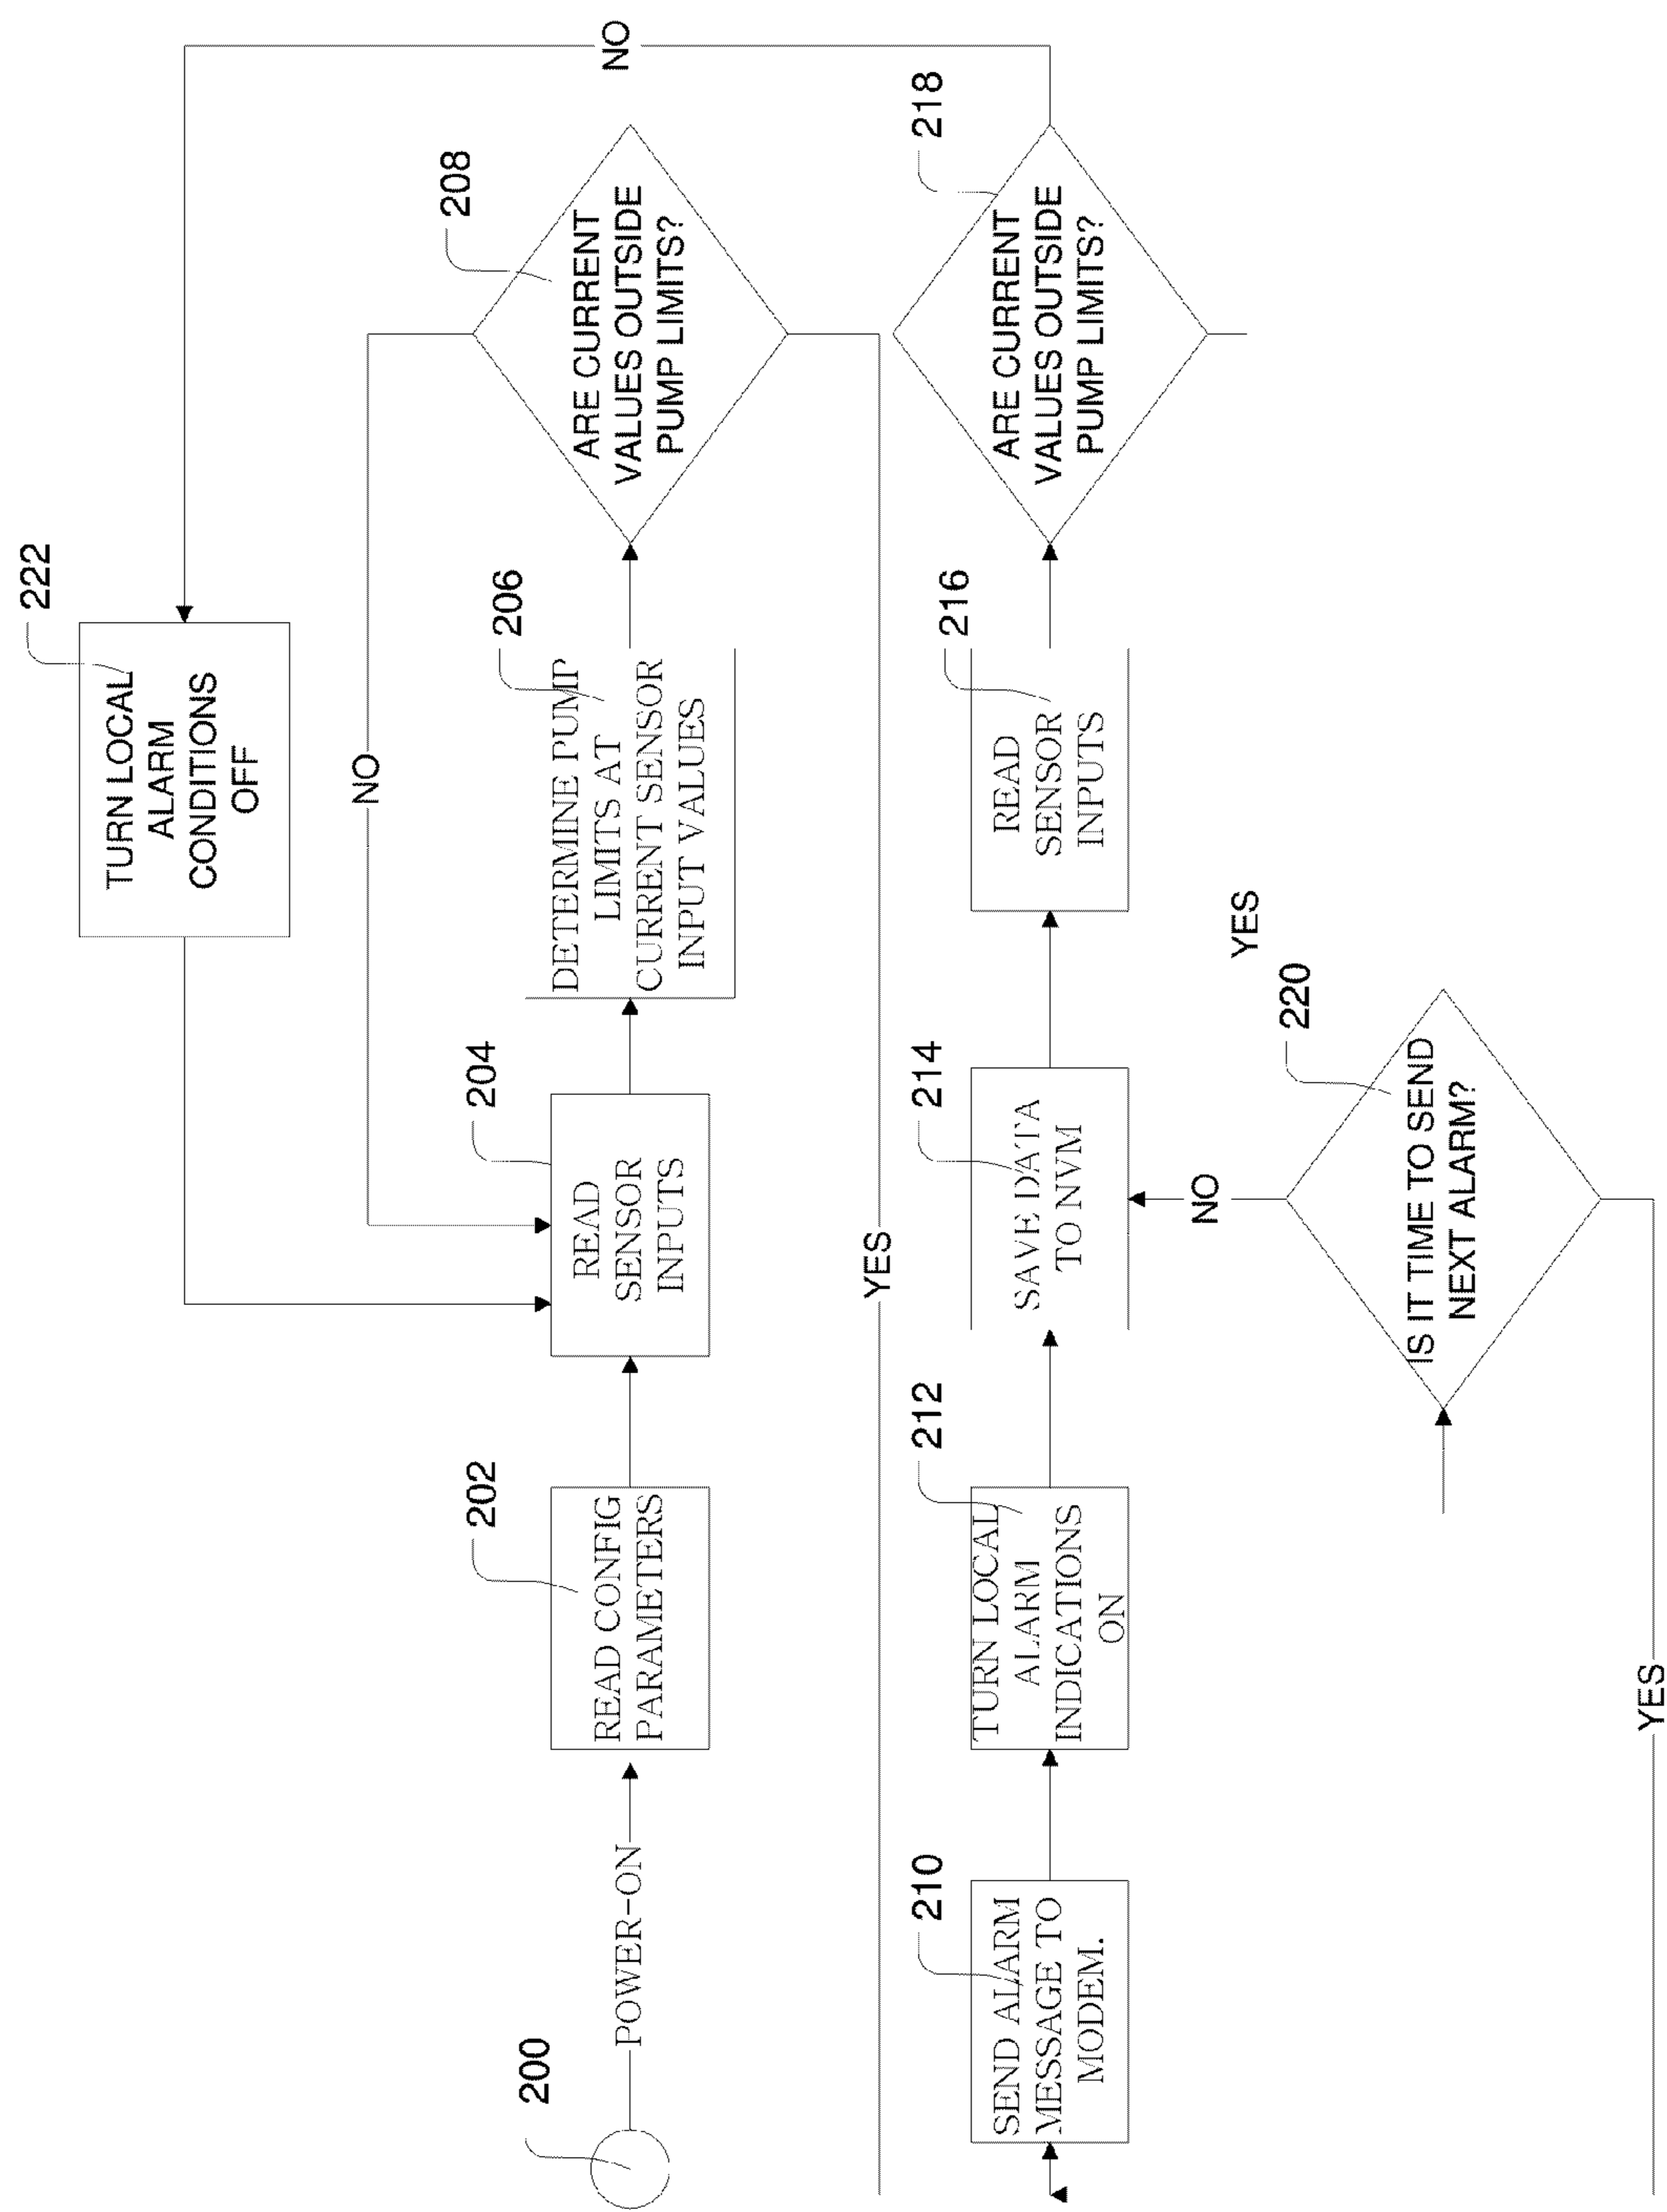 222
TURN LOCAL
ALARM
CONDITIONS
OFF
NO
NO
200
POWER-ON
202
READ CONFIG
PARAMETERS
204
READ
SENSOR
INPUTS
206
DETERMINE PUMP
LIMITS AT
CURRENT SENSOR
INPUT VALUES
208
ARE CURRENT
VALUES OUTSIDE
PUMP LIMITS?
YES
210
SEND ALARM
MESSAGE TO
MODEM.
212
TURN LOCAL
ALARM
INDICATIONS
ON
214
SAVE DATA
TO NVM
216
READ
SENSOR
INPUTS
218
ARE CURRENT
VALUES OUTSIDE
PUMP LIMITS?
NO
YES
220
IS IT TIME TO SEND
NEXT ALARM?
YES